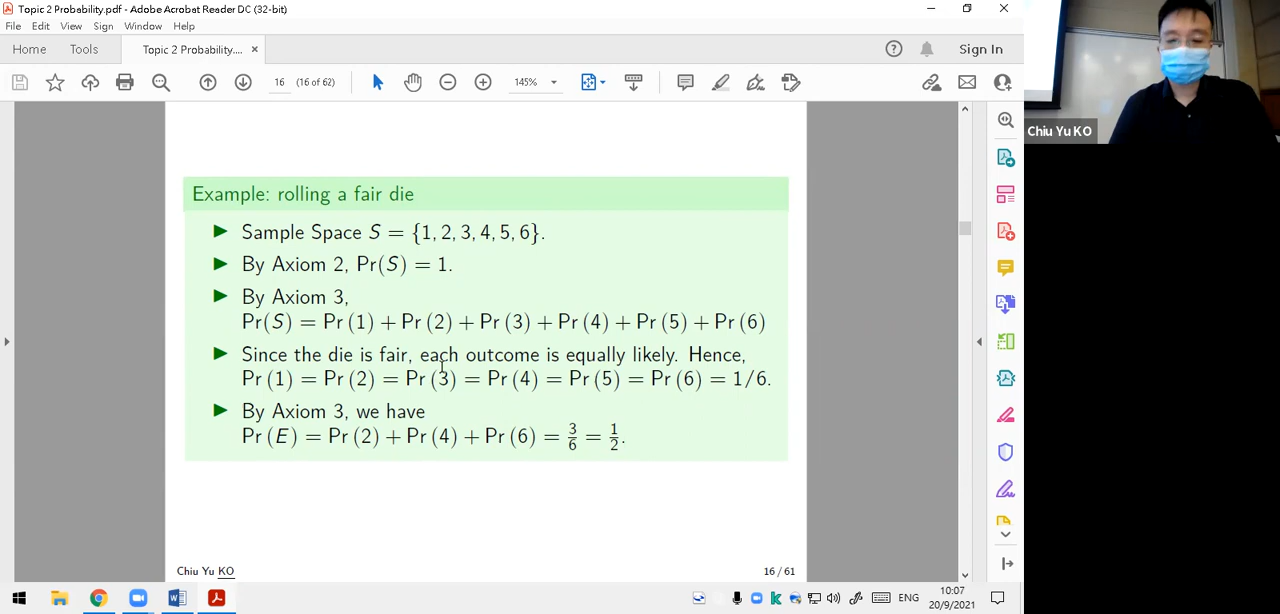 Topic 2 Probability.pdf - Adobe Acrobat Reader DC (32-bit)
File Edit View Sign Window Help
Home Tools Topic 2 Probability.... × Sign In
16 (16 of 62) 145%
Chiu Yu KO
Example: rolling a fair die
► Sample Space S = {1, 2, 3, 4, 5, 6}.
► By Axiom 2, Pr(S) = 1.
► By Axiom 3,
Pr(S) = Pr (1) + Pr (2) + Pr (3) + Pr (4) + Pr (5) + Pr (6)
► Since the die is fair, each outcome is equally likely. Hence,
Pr (1) = Pr (2) = Pr (3) = Pr (4) = Pr (5) = Pr (6) = 1/6.
► By Axiom 3, we have
Pr (E) = Pr (2) + Pr (4) + Pr (6) = 3/6 = 1/2.
Chiu Yu KO 16 / 61
ENG 10:07
20/9/2021